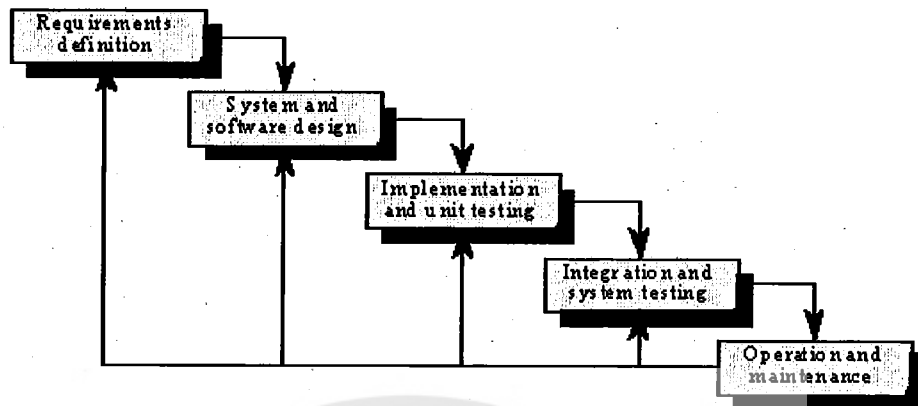 Requirements
definition
System and
software design
Implementation
and unit testing
Integration and
system testing
Operation and
maintenance